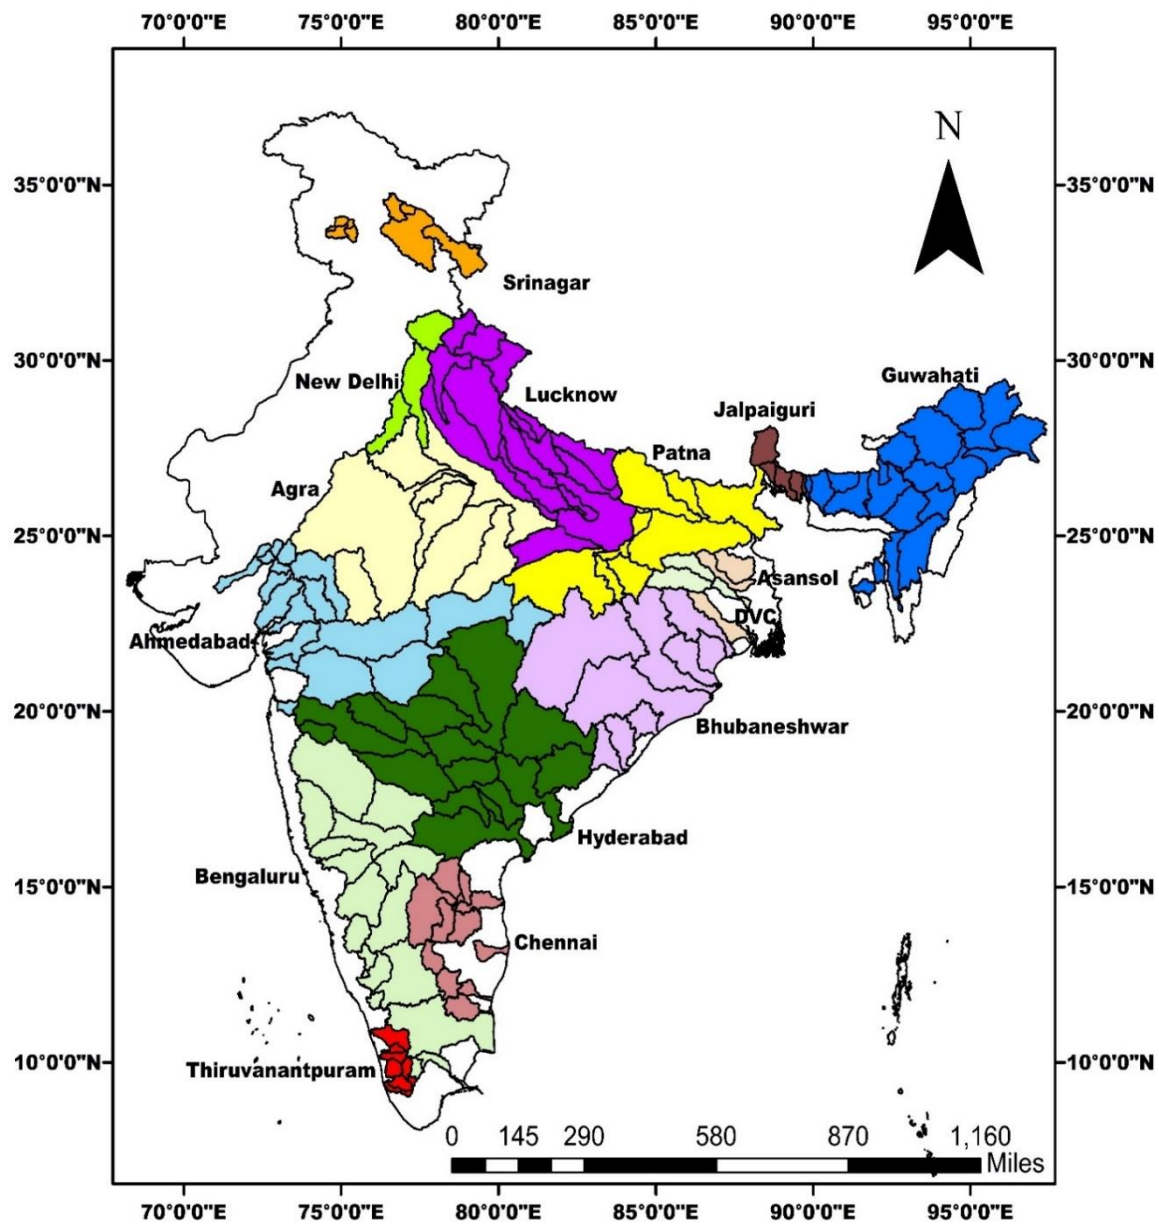 70°0'0"E 75°0'0"E 80°0'0"E 85°0'0"E 90°0'0"E 95°0'0"E
N
35°0'0"N 35°0'0"N
Srinagar
30°0'0"N 30°0'0"N
New Delhi Lucknow Guwahati
Jalpaiguri
Patna
Agra
25°0'0"N 25°0'0"N
Asansol
DVC
Ahmedabad
20°0'0"N 20°0'0"N
Bhubaneshwar
Hyderabad
Bengaluru
15°0'0"N 15°0'0"N
Chennai
10°0'0"N 10°0'0"N
Thiruvanantpuram
0 145 290 580 870 1,160
Miles
70°0'0"E 75°0'0"E 80°0'0"E 85°0'0"E 90°0'0"E 95°0'0"E